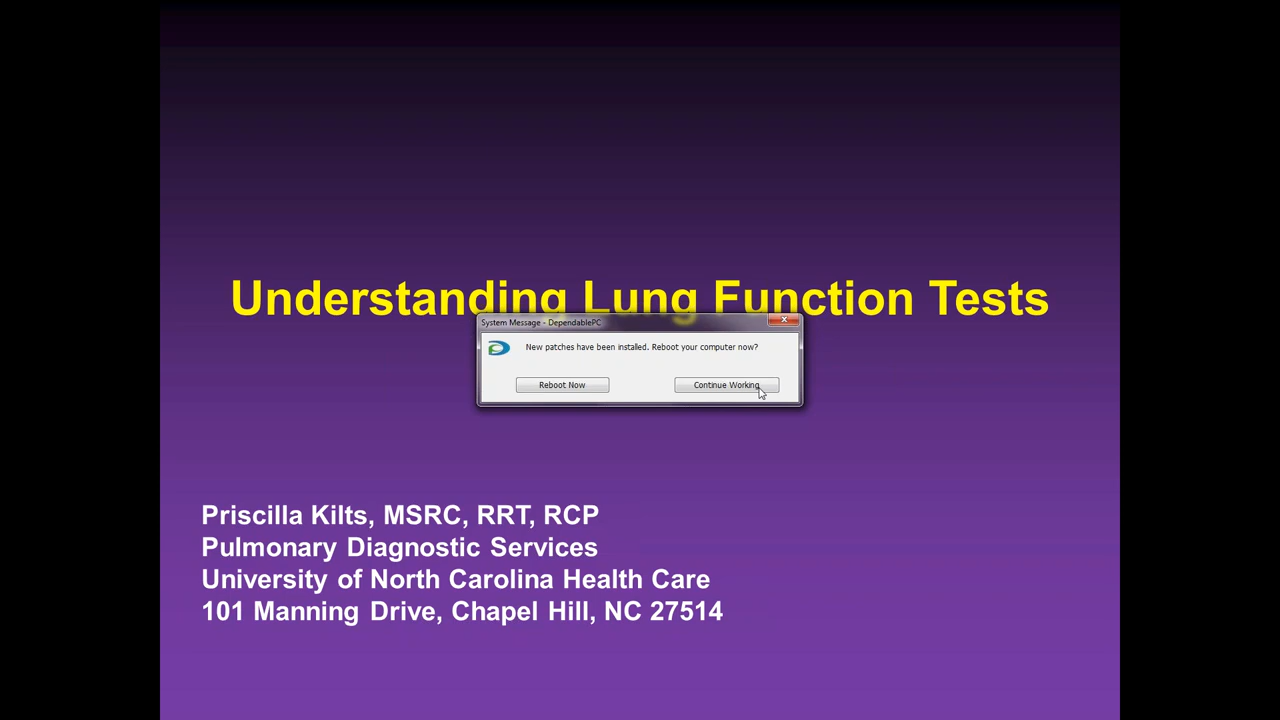 Understanding Lung Function Tests
System Message - DependablePC
New patches have been installed. Reboot your computer now?
Reboot Now
Continue Working
Priscilla Kilts, MSRC, RRT, RCP
Pulmonary Diagnostic Services
University of North Carolina Health Care
101 Manning Drive, Chapel Hill, NC 27514